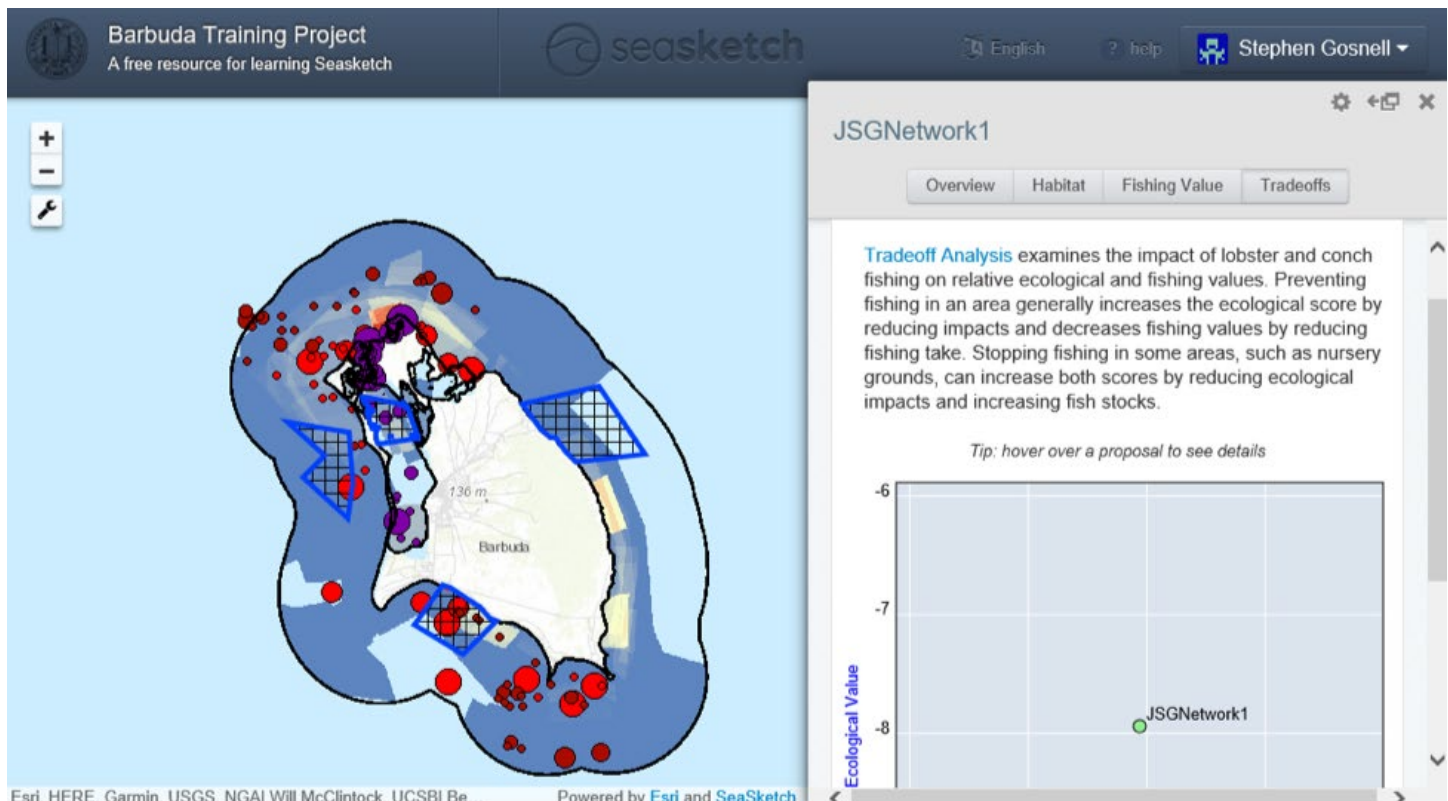 Barbuda Training Project
A free resource for learning Seasketch
seasketch
English
? help
Stephen Gosnell
+
−
136 m
Barbuda
Esri, HERE, Garmin, USGS, NGA| Will McClintock, UCSB| Be...
Powered by Esri and SeaSketch
JSGNetwork1
Overview
Habitat
Fishing Value
Tradeoffs
Tradeoff Analysis examines the impact of lobster and conch
fishing on relative ecological and fishing values. Preventing
fishing in an area generally increases the ecological score by
reducing impacts and decreases fishing values by reducing
fishing take. Stopping fishing in some areas, such as nursery
grounds, can increase both scores by reducing ecological
impacts and increasing fish stocks.
Tip: hover over a proposal to see details
-6
-7
-8
Ecological Value
JSGNetwork1